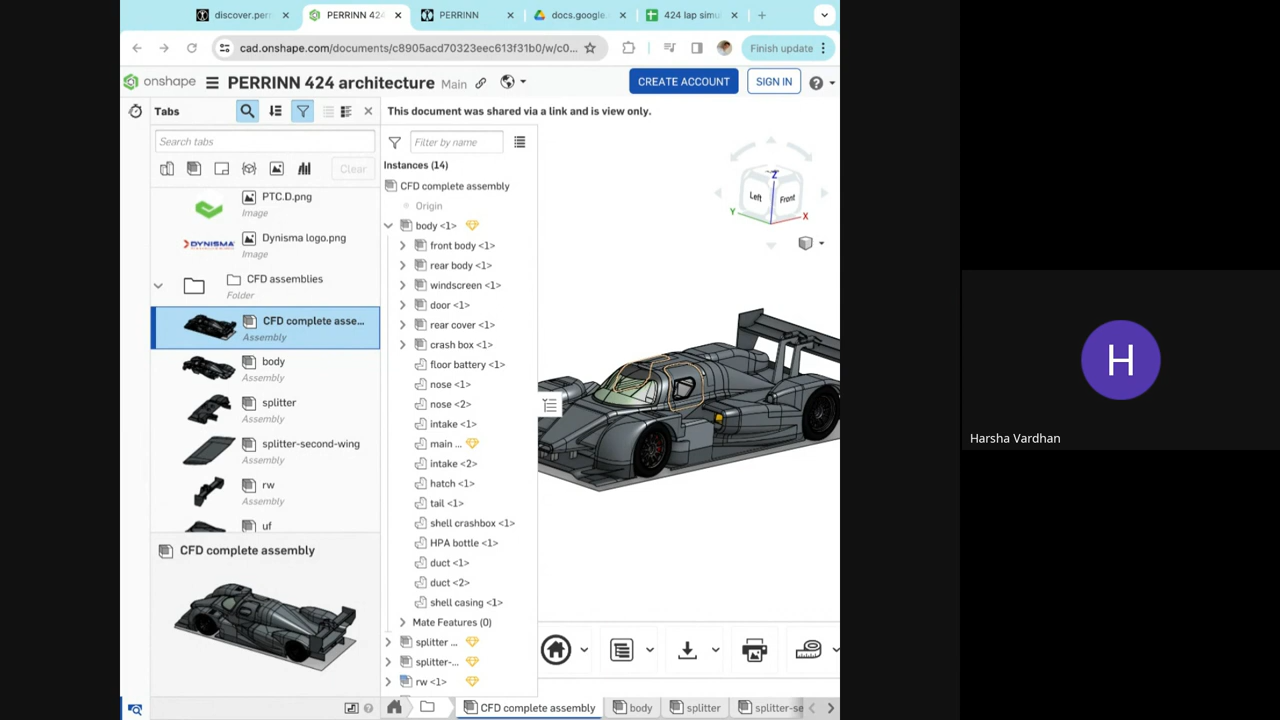 discover.perr
PERRINN 424
PERRINN
docs.google.
424 lap simu
cad.onshape.com/documents/c8905acd70323eec613f31b0/w/c0...
Finish update
onshape
PERRINN 424 architecture
Main
CREATE ACCOUNT
SIGN IN
Tabs
This document was shared via a link and is view only.
Search tabs
Filter by name
Clear
Instances (14)
PTC.D.png
Image
DYNISMA
Dynisma logo.png
Image
CFD assemblies
Folder
CFD complete asse...
Assembly
body
Assembly
splitter
Assembly
splitter-second-wing
Assembly
rw
Assembly
uf
CFD complete assembly
CFD complete assembly
Origin
body <1>
front body <1>
rear body <1>
windscreen <1>
door <1>
rear cover <1>
crash box <1>
floor battery <1>
nose <1>
nose <2>
intake <1>
main ...
intake <2>
hatch <1>
tail <1>
shell crashbox <1>
HPA bottle <1>
duct <1>
duct <2>
shell casing <1>
Mate Features (0)
splitter ...
splitter-...
rw <1>
Z
Left
Front
Y
X
CFD complete assembly
body
splitter
splitter-se
H
Harsha Vardhan